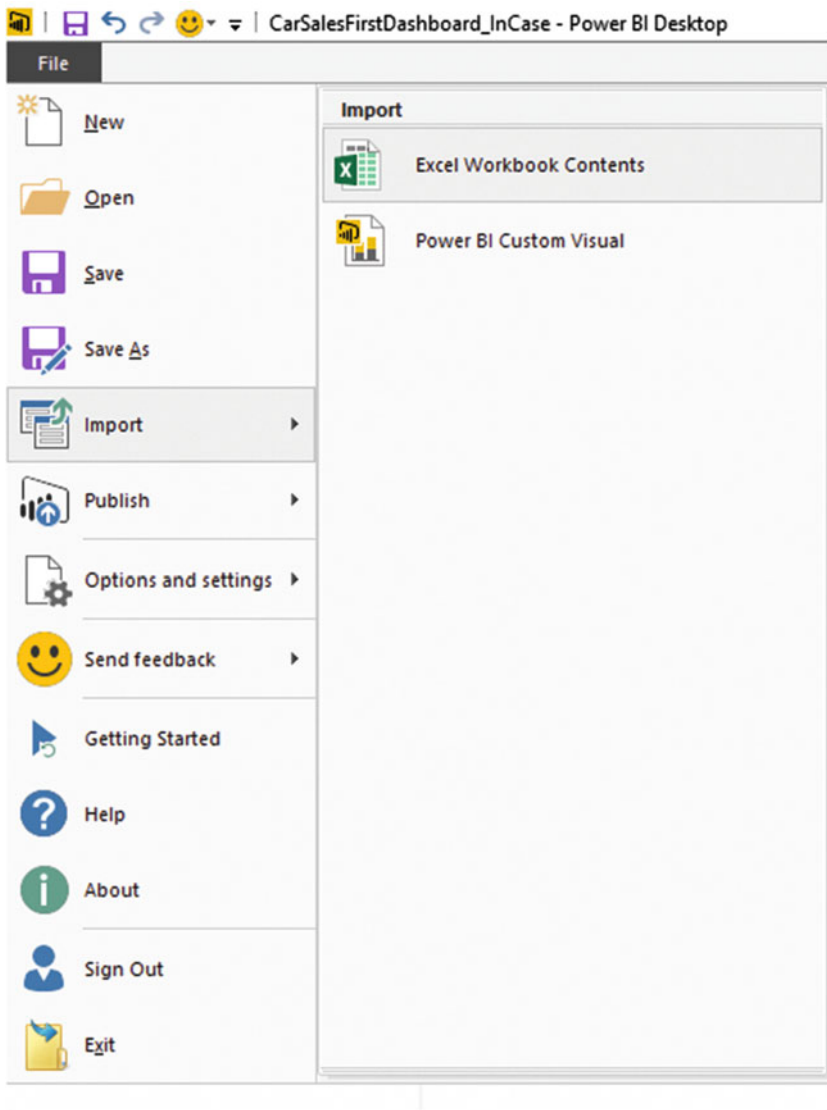 CarSalesFirstDashboard_InCase - Power BI Desktop
File
New
Open
Save
Save As
Import
Publish
Options and settings
Send feedback
Getting Started
Help
About
Sign Out
Exit
Import
Excel Workbook Contents
Power BI Custom Visual